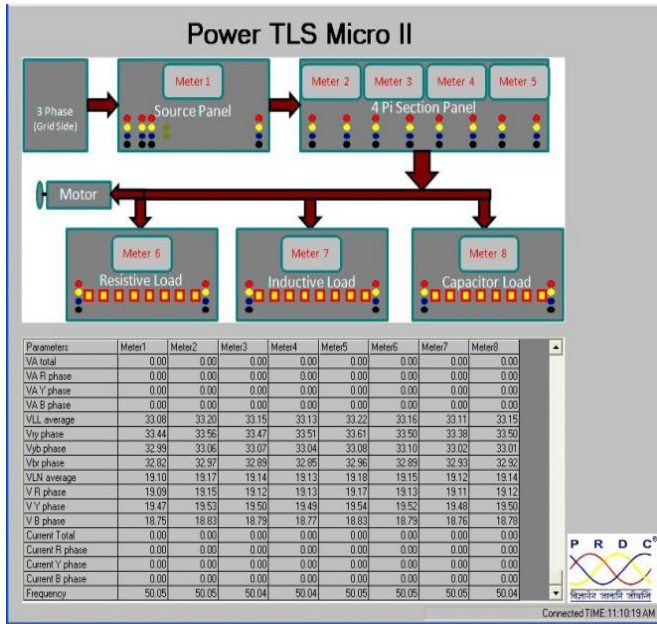 Power TLS Micro II
3 Phase
(Grid Side)
Meter 1
Source Panel
Meter 2 Meter 3 Meter 4 Meter 5
4 Pi Section Panel
Motor
Meter 6
Resistive Load
Meter 7
Inductive Load
Meter 8
Capacitor Load
Parameters Meter1 Meter2 Meter3 Meter4 Meter5 Meter6 Meter7 Meter8
VA total 0.00 0.00 0.00 0.00 0.00 0.00 0.00 0.00
VA R phase 0.00 0.00 0.00 0.00 0.00 0.00 0.00 0.00
VA Y phase 0.00 0.00 0.00 0.00 0.00 0.00 0.00 0.00
VA B phase 0.00 0.00 0.00 0.00 0.00 0.00 0.00 0.00
VLL average 33.08 33.20 33.15 33.13 33.22 33.16 33.11 33.15
Vry phase 33.44 33.56 33.47 33.51 33.61 33.50 33.38 33.50
Vyb phase 32.99 33.06 33.07 33.04 33.08 33.10 33.02 33.01
Vbr phase 32.82 32.97 32.89 32.85 32.96 32.89 32.93 32.92
VLN average 19.10 19.17 19.14 19.13 19.18 19.15 19.12 19.14
V R phase 19.09 19.15 19.12 19.13 19.17 19.13 19.11 19.12
V Y phase 19.47 19.53 19.50 19.49 19.54 19.52 19.48 19.50
V B phase 18.75 18.83 18.79 18.77 18.83 18.79 18.76 18.78
Current Total 0.00 0.00 0.00 0.00 0.00 0.00 0.00 0.00
Current R phase 0.00 0.00 0.00 0.00 0.00 0.00 0.00 0.00
Current Y phase 0.00 0.00 0.00 0.00 0.00 0.00 0.00 0.00
Current B phase 0.00 0.00 0.00 0.00 0.00 0.00 0.00 0.00
Frequency 50.05 50.05 50.04 50.04 50.05 50.05 50.05 50.04
P R D C®
Connected TIME:11:10:19 AM